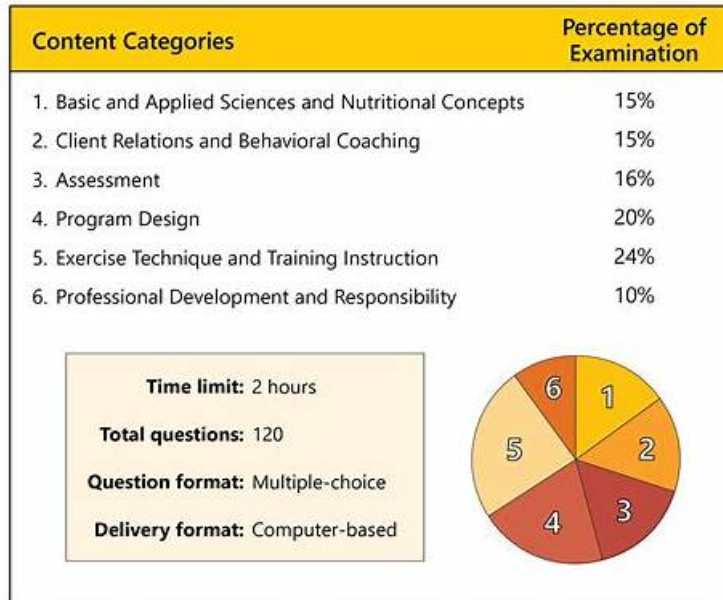 Content Categories
Percentage of
Examination
1. Basic and Applied Sciences and Nutritional Concepts 15%
2. Client Relations and Behavioral Coaching 15%
3. Assessment 16%
4. Program Design 20%
5. Exercise Technique and Training Instruction 24%
6. Professional Development and Responsibility 10%
Time limit: 2 hours
Total questions: 120
Question format: Multiple-choice
Delivery format: Computer-based
6
1
5
2
4
3